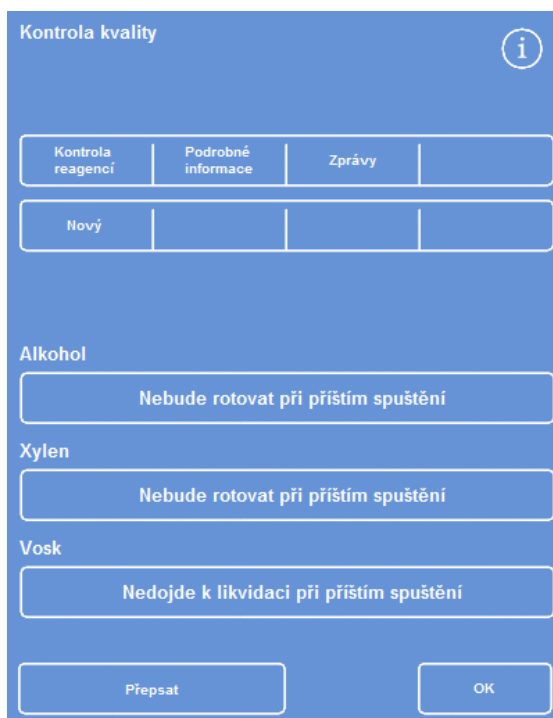 Kontrola kvality
i
Kontrola
reagencí
Podrobné
informace
Zprávy
Nový
Alkohol
Nebude rotovat při příštím spuštění
Xylen
Nebude rotovat při příštím spuštění
Vosk
Nedojde k likvidaci při příštím spuštění
Přepsat
OK